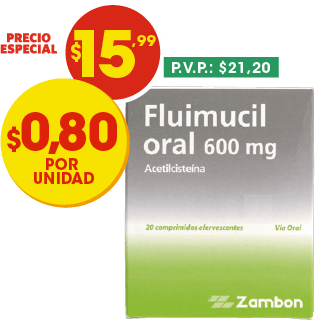 PRECIO
ESPECIAL
$15,99
P.V.P.: $21,20
$0,80
POR
UNIDAD
Fluimucil
oral 600 mg
Acetilcisteína
20 comprimidos efervescentes Vía Oral
Zambon